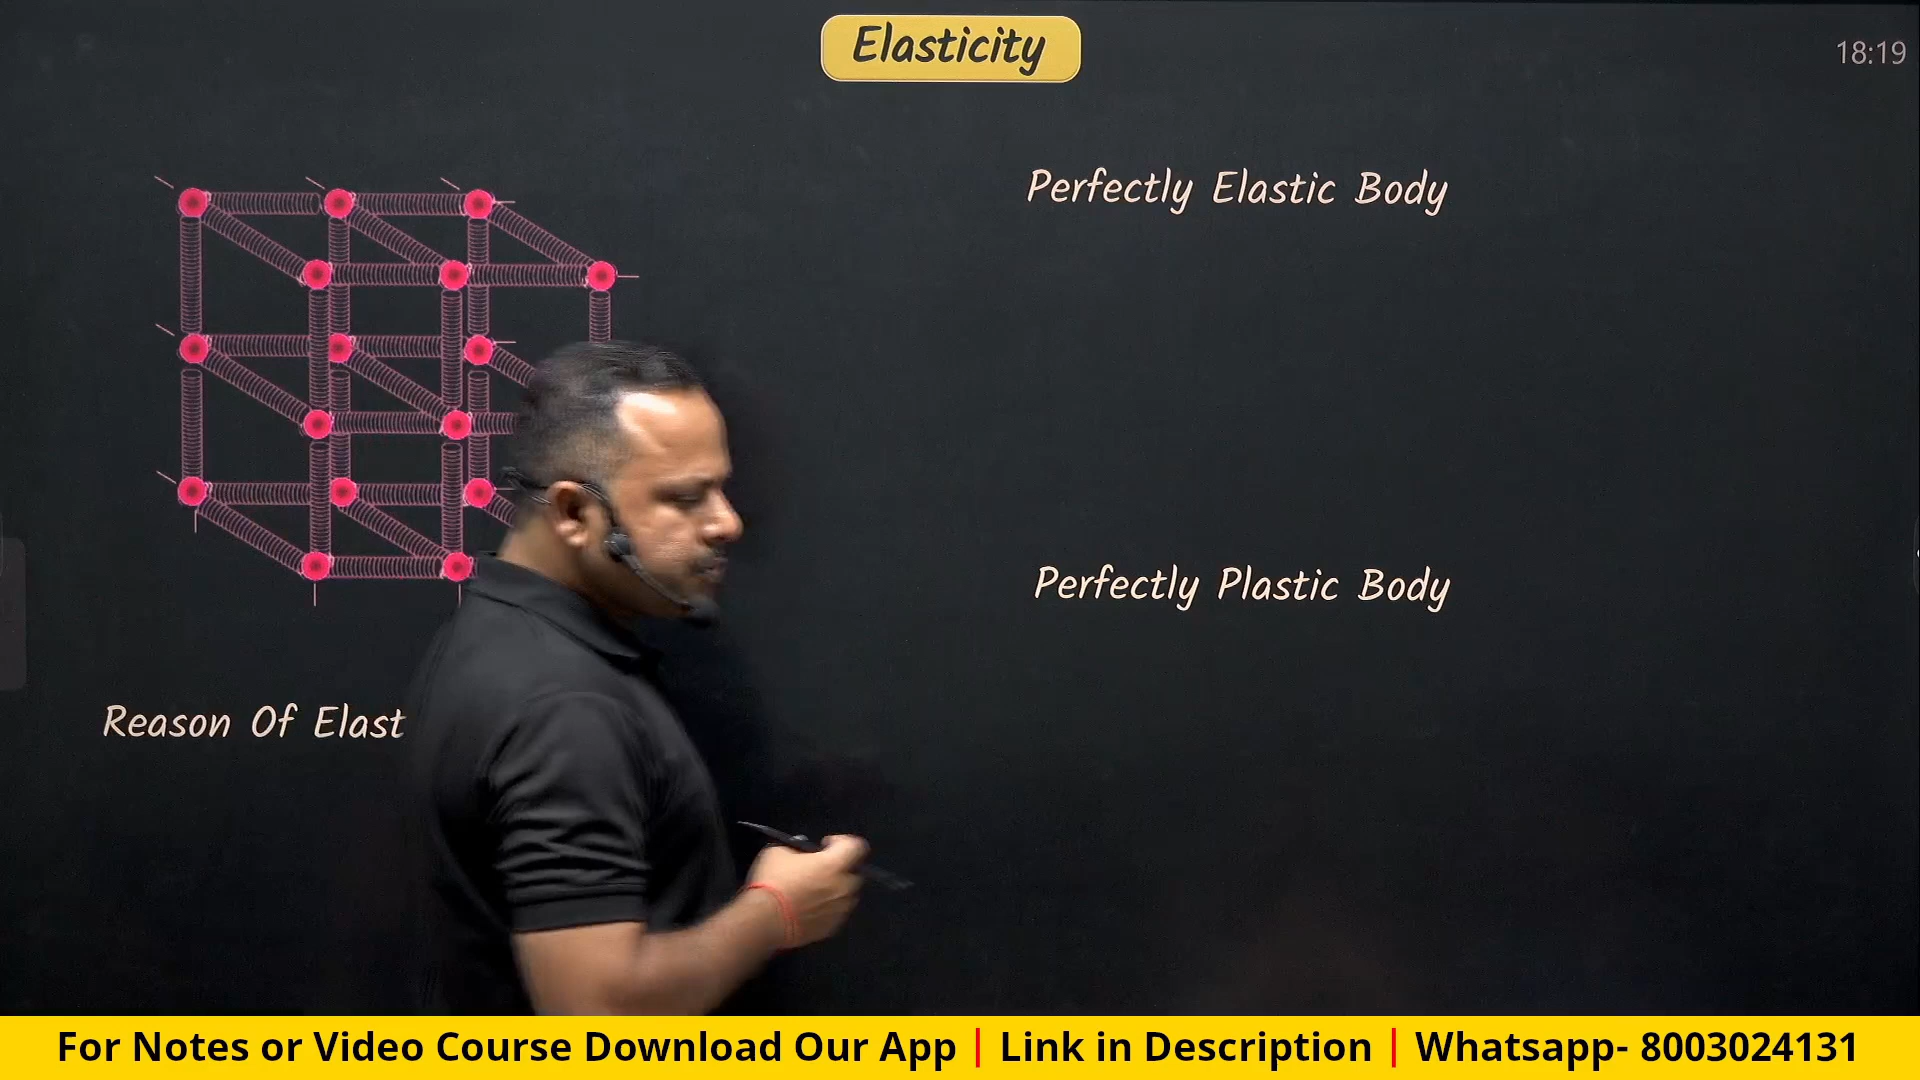 Elasticity
18:19
Perfectly Elastic Body
Perfectly Plastic Body
Reason Of Elast
For Notes or Video Course Download Our App | Link in Description | Whatsapp- 8003024131